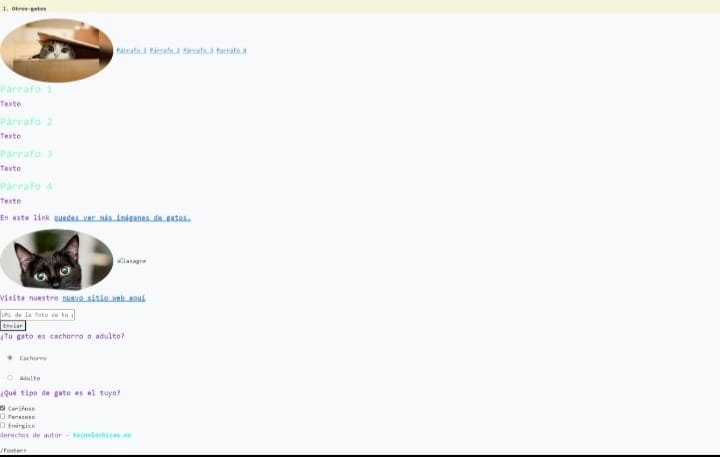 1. Otros-gatos
Párrafo 1 Párrafo 2 Párrafo 3 Párrafo 4
Párrafo 1
Texto
Párrafo 2
Texto
Párrafo 3
Texto
Párrafo 4
Texto
En este link puedes ver más imágenes de gatos.
Lasagna
Visita nuestro nuevo sitio web aquí
URL de la foto de tu g
Enviar
¿Tu gato es cachorro o adulto?
Cachorro
Adulto
¿Qué tipo de gato es el tuyo?
Cariñoso
Perezoso
Enérgico
derechos de autor -
/footer>